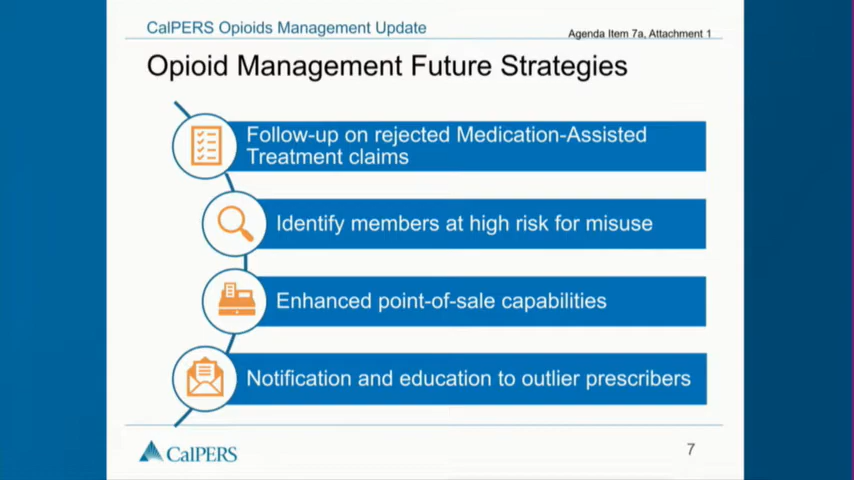 CalPERS Opioids Management Update
Agenda Item 7a, Attachment 1
Opioid Management Future Strategies
Follow-up on rejected Medication-Assisted
Treatment claims
Identify members at high risk for misuse
Enhanced point-of-sale capabilities
Notification and education to outlier prescribers
CalPERS
7